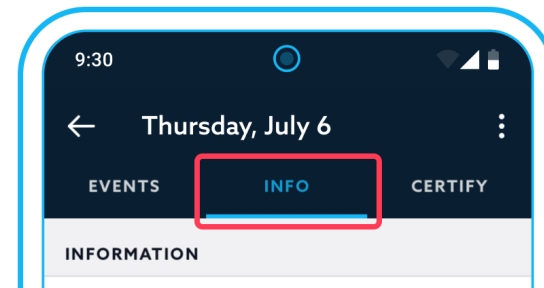 9:30
Thursday, July 6
EVENTS INFO CERTIFY
INFORMATION